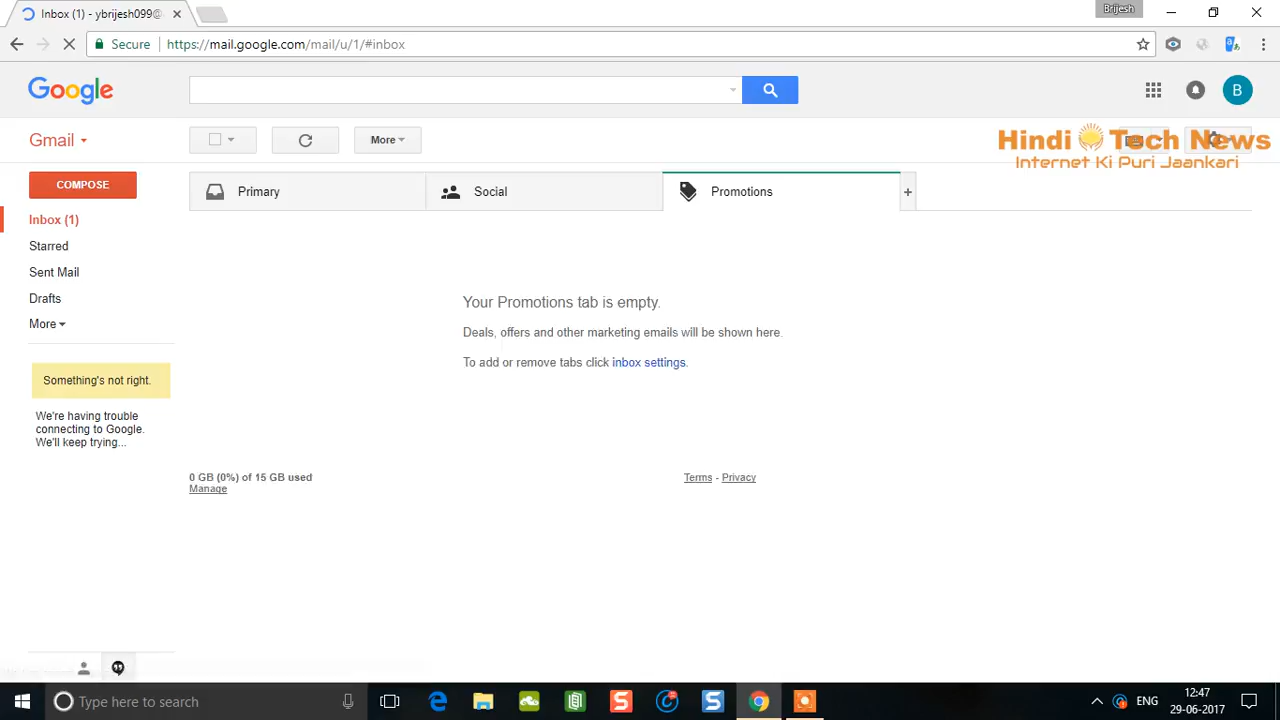 Inbox (1) - ybrijesh099@
Brijesh
Secure
https://mail.google.com/mail/u/1/#inbox
Google
B
Gmail
More
Hindi Tech News
Internet Ki Puri Jaankari
COMPOSE
Primary
Social
Promotions
+
Inbox (1)
Starred
Sent Mail
Drafts
More
Your Promotions tab is empty.
Deals, offers and other marketing emails will be shown here.
To add or remove tabs click inbox settings.
Something's not right.
We're having trouble
connecting to Google.
We'll keep trying...
0 GB (0%) of 15 GB used
Manage
Terms - Privacy
Type here to search
ENG
12:47
29-06-2017